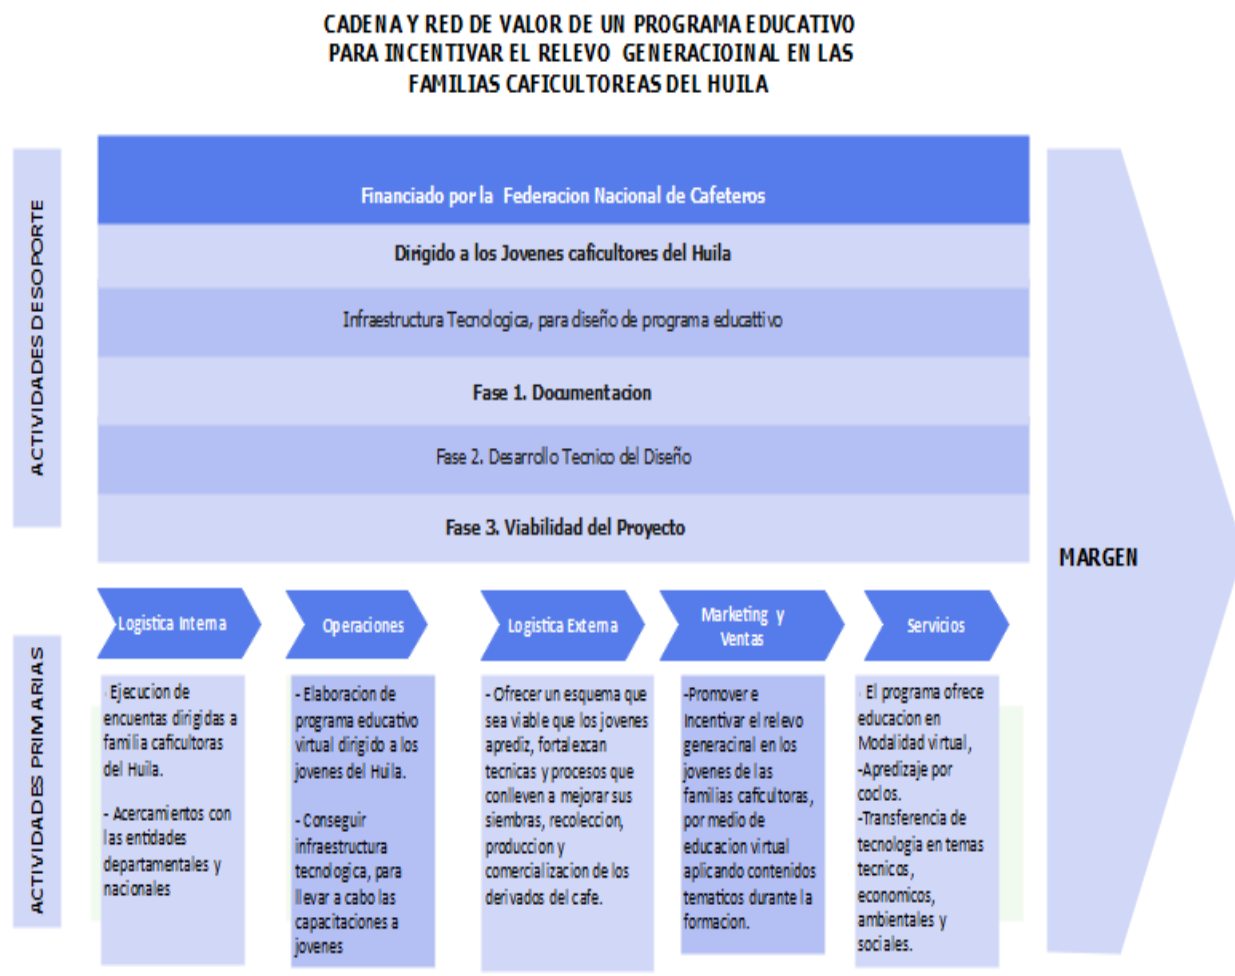 CADENA Y RED DE VALOR DE UN PROGRAMA EDUCATIVO
PARA INCENTIVAR EL RELEVO GENERACIOINAL EN LAS
FAMILIAS CAFICULTOREAS DEL HUILA
ACTIVIDADES DE SOPORTE
Financiado por la Federacion Nacional de Cafeteros
Dirigido a los Jovenes caficultores del Huila
Infraestructura Tecnologica, para diseño de programa educattivo
Fase 1. Documentacion
Fase 2. Desarrollo Tecnico del Diseño
Fase 3. Viabilidad del Proyecto
MARGEN
ACTIVIDADES PRIMARIAS
Logistica Interna
- Ejecucion de
encuentas dirigidas a
familia caficultoras
del Huila.
- Acercamientos con
las entidades
departamentales y
nacionales
Operaciones
- Elaboracion de
programa educativo
virtual dirigido a los
jovenes del Huila.
- Conseguir
infraestructura
tecnologica, para
llevar a cabo las
capacitaciones a
jovenes
Logistica Externa
- Ofrecer un esquema que
sea viable que los jovenes
aprediz, fortalezcan
tecnicas y procesos que
conlleven a mejorar sus
siembras, recoleccion,
produccion y
comercializacion de los
derivados del cafe.
Marketing y
Ventas
-Promover e
Incentivar el relevo
generacinal en los
jovenes de las
familias caficultoras,
por medio de
educacion virtual
aplicando contenidos
tematicos durante la
formacion.
Servicios
- El programa ofrece
educacion en
Modalidad virtual,
-Apredizaje por
coclos.
-Transferencia de
tecnologia en temas
tecnicos,
economicos,
ambientales y
sociales.